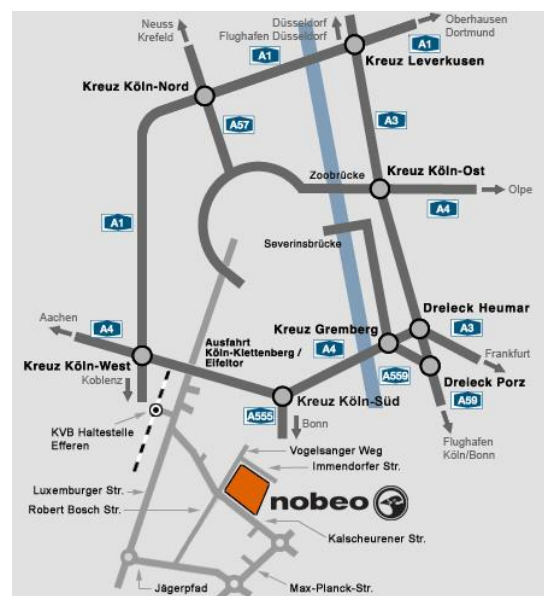 Neuss
Krefeld
Düsseldorf
Flughafen Düsseldorf
Oberhausen
Dortmund
A1
A1
Kreuz Leverkusen
Kreuz Köln-Nord
A57
A3
Zoobrücke
Kreuz Köln-Ost
A4
Olpe
A1
Severinsbrücke
Aachen
A4
Ausfahrt
Köln-Klettenberg /
Eifeltor
Kreuz Gremberg
A4
Dreieck Heumar
A3
Frankfurt
Kreuz Köln-West
Koblenz
A559
Dreieck Porz
A59
Kreuz Köln-Süd
A555
Bonn
Flughafen
Köln/Bonn
KVB Haltestelle
Efferen
Vogelsanger Weg
Immendorfer Str.
Luxemburger Str.
Robert Bosch Str.
nobeo
Kalscheurener Str.
Jägerpfad
Max-Planck-Str.